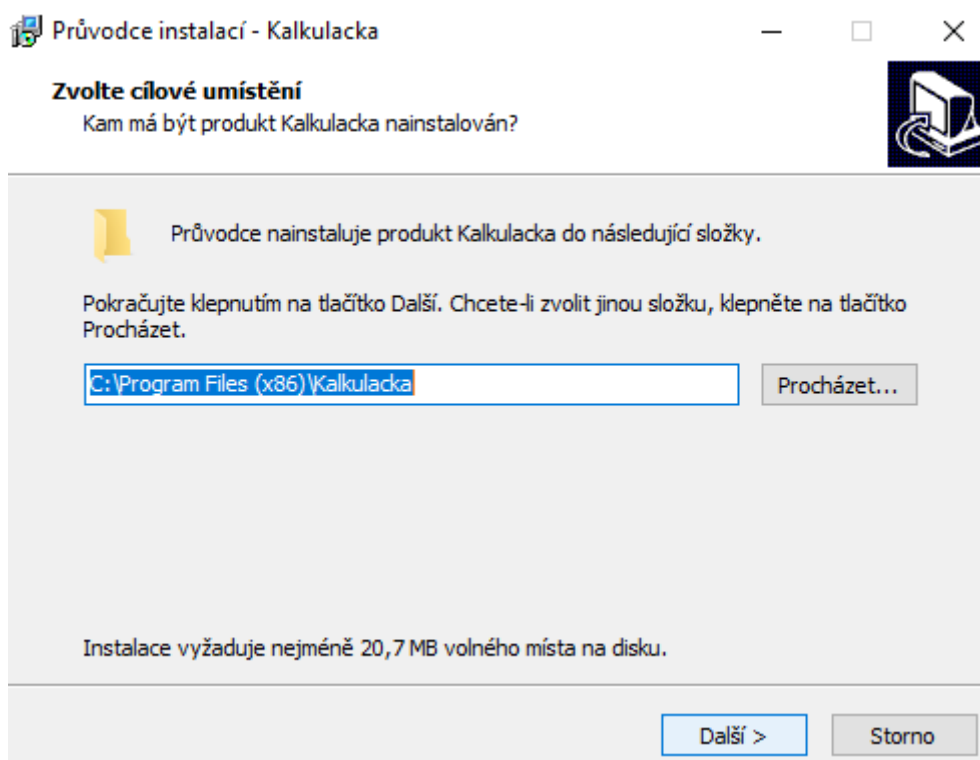 Průvodce instalací - Kalkulacka
Zvolte cílové umístění
Kam má být produkt Kalkulacka nainstalován?
Průvodce nainstaluje produkt Kalkulacka do následující složky.
Pokračujte klepnutím na tlačítko Další. Chcete-li zvolit jinou složku, klepněte na tlačítko
Procházet.
C:\Program Files (x86)\Kalkulacka
Procházet...
Instalace vyžaduje nejméně 20,7 MB volného místa na disku.
Další >
Storno